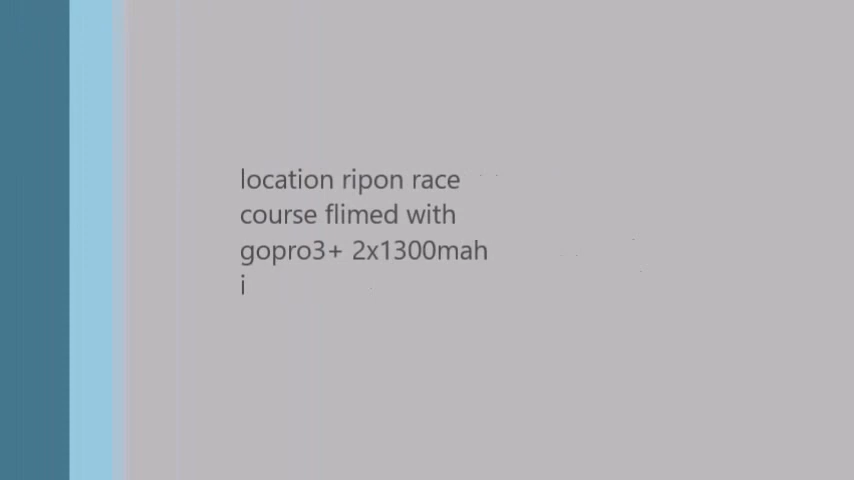 location ripon race
course flimed with
gopro3+ 2x1300mah
i